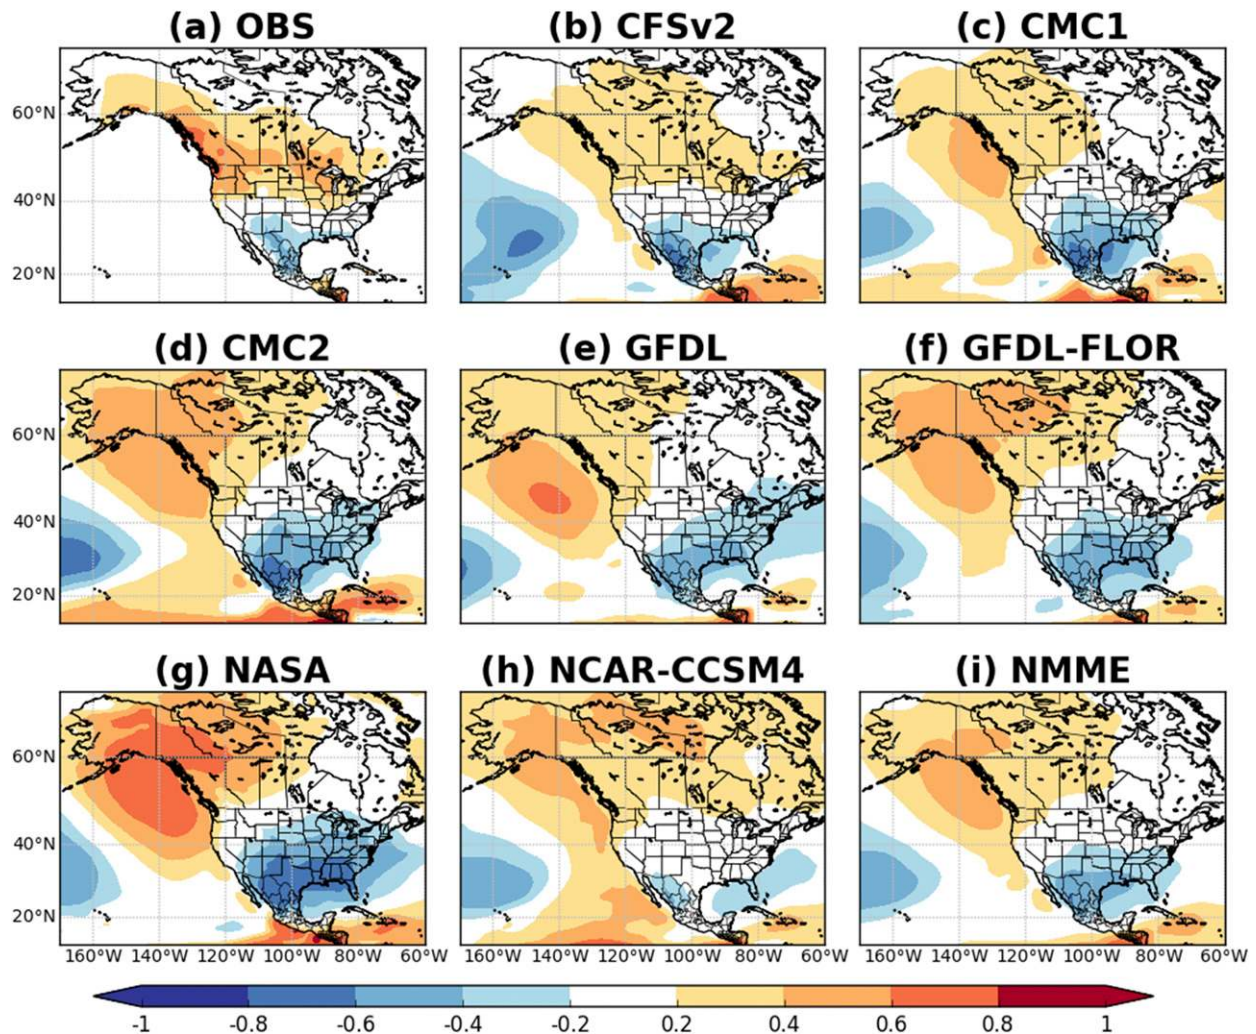 (a) OBS (b) CFSv2 (c) CMC1
60°N
40°N
20°N
(d) CMC2 (e) GFDL (f) GFDL-FLOR
60°N
40°N
20°N
(g) NASA (h) NCAR-CCSM4 (i) NMME
60°N
40°N
20°N
160°W 140°W 120°W 100°W 80°W 60°W 160°W 140°W 120°W 100°W 80°W 60°W 160°W 140°W 120°W 100°W 80°W 60°W
-1 -0.8 -0.6 -0.4 -0.2 0.2 0.4 0.6 0.8 1